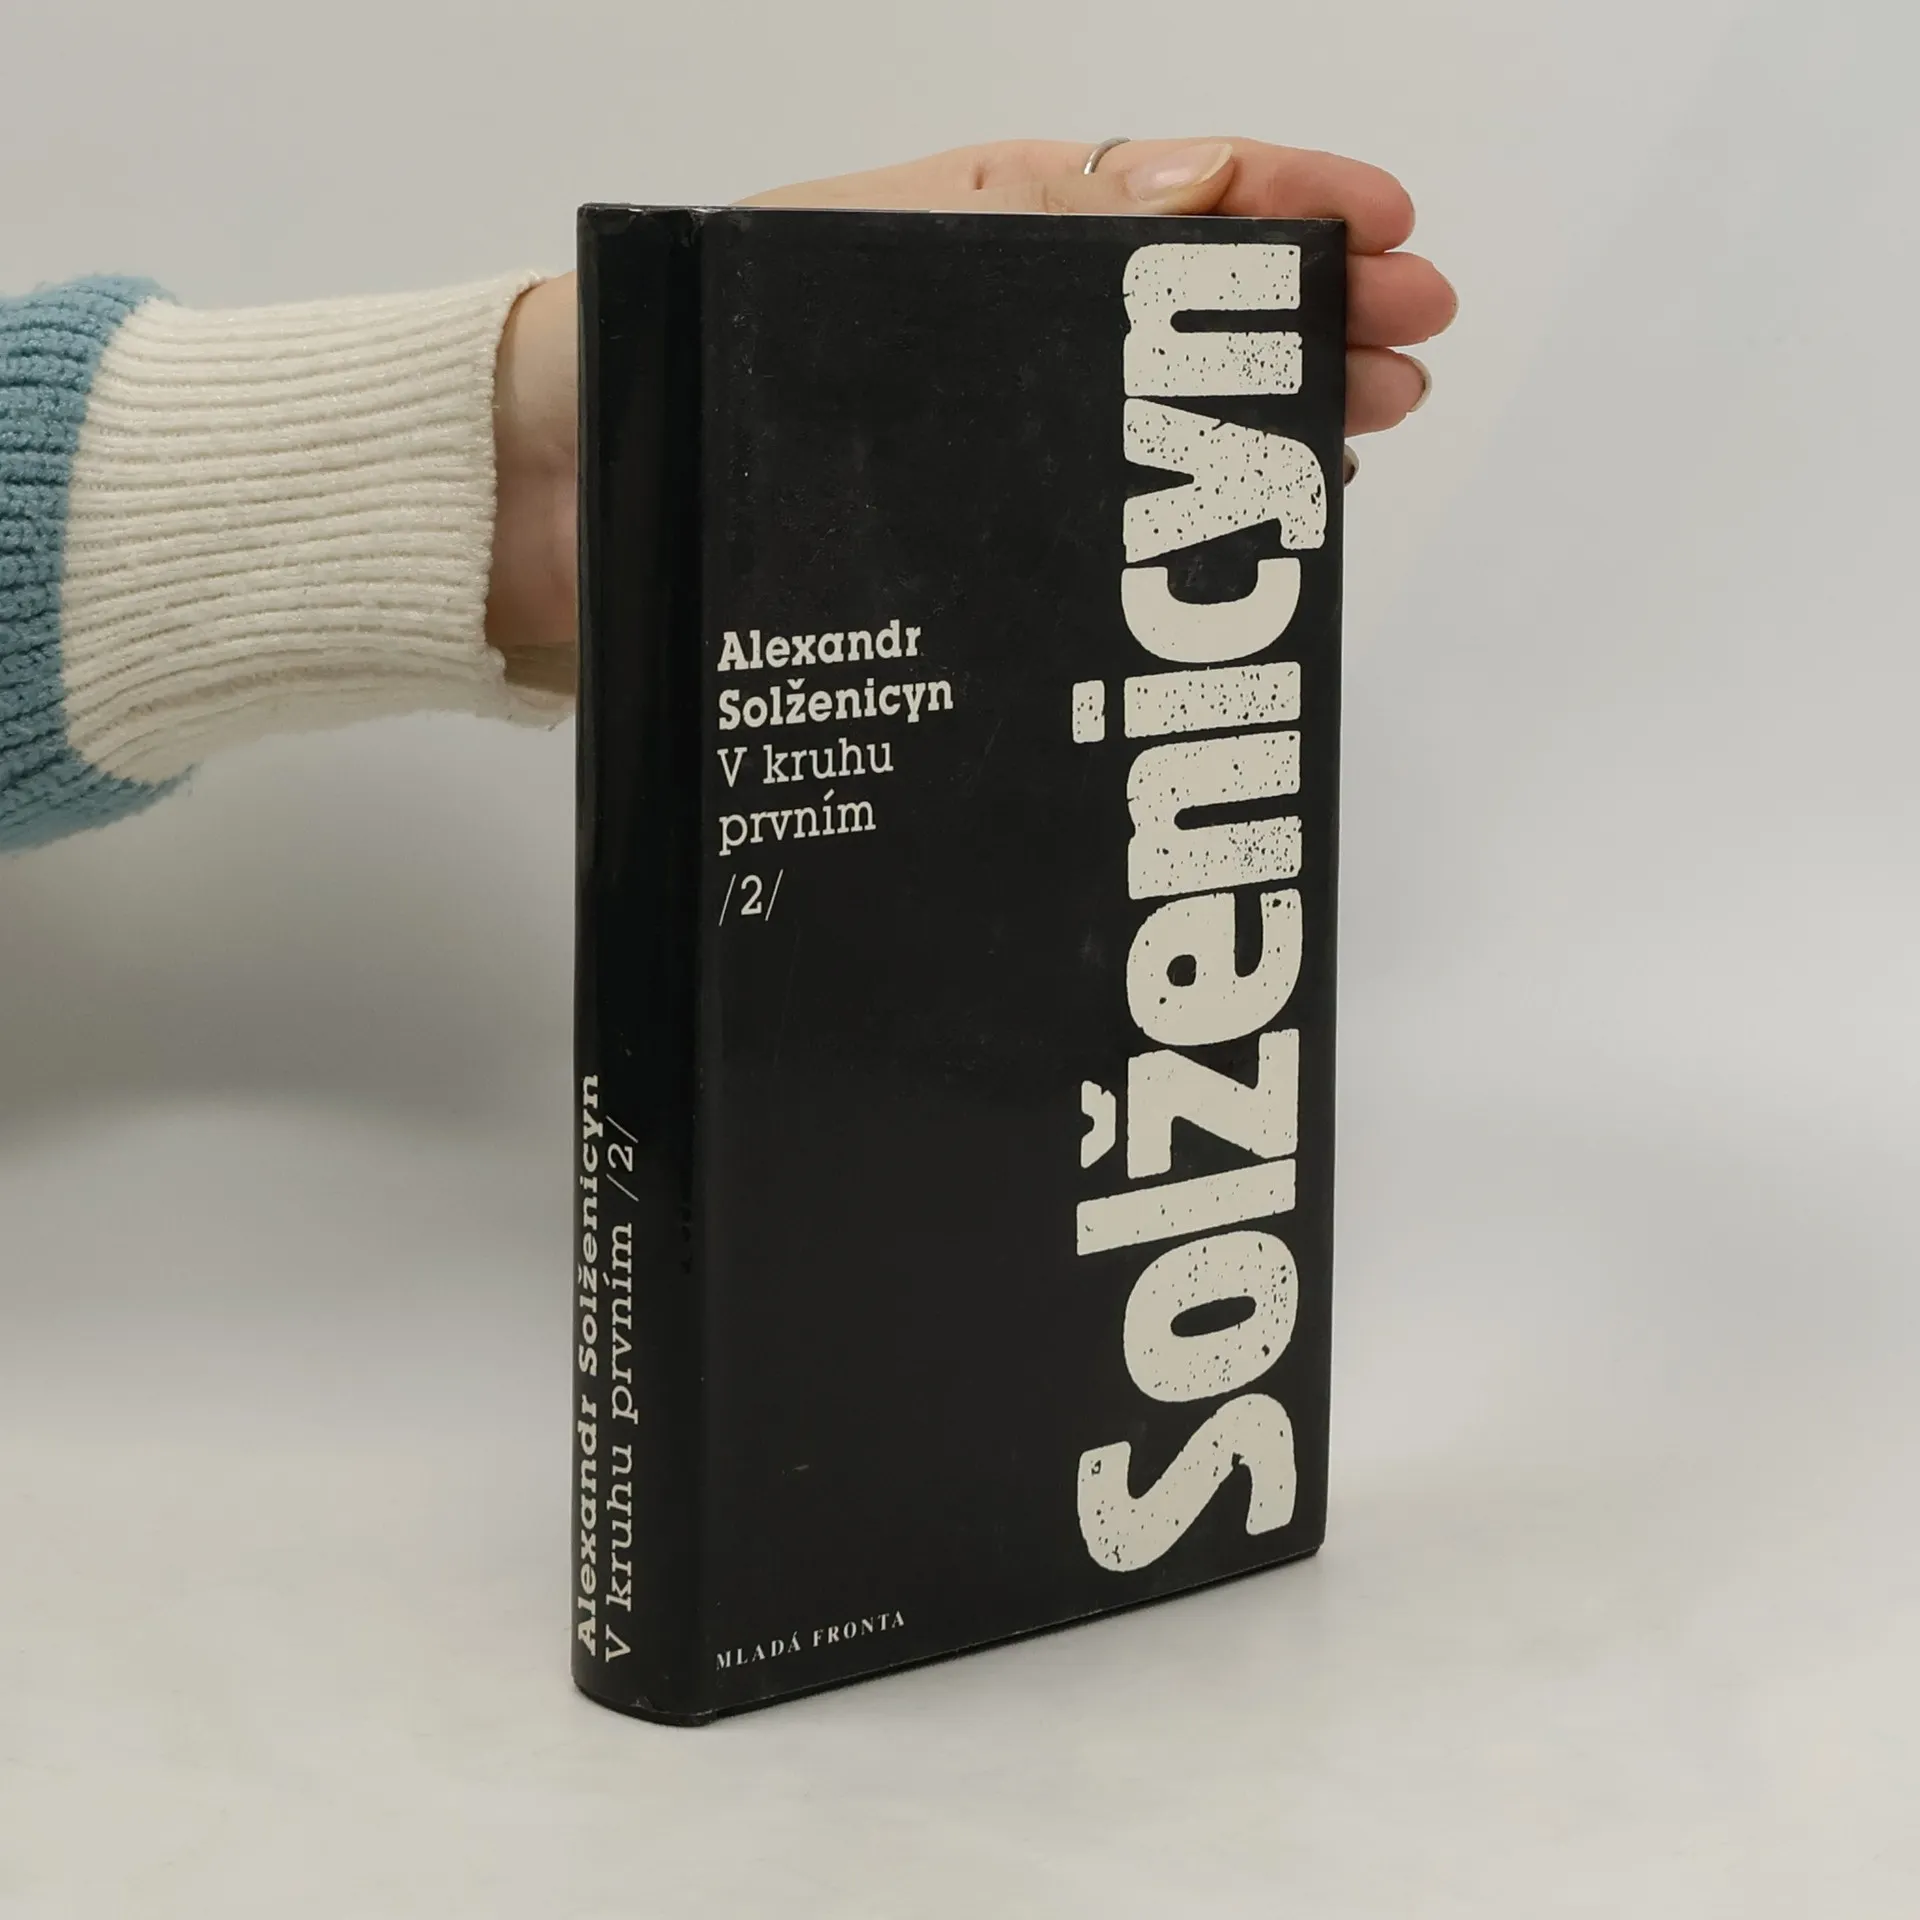 Alexandr
Solženicyn
V kruhu
prvním
/2/
Solženicyn
MLADÁ FRONTA
Alexandr Solženicyn
V kruhu prvním /2/